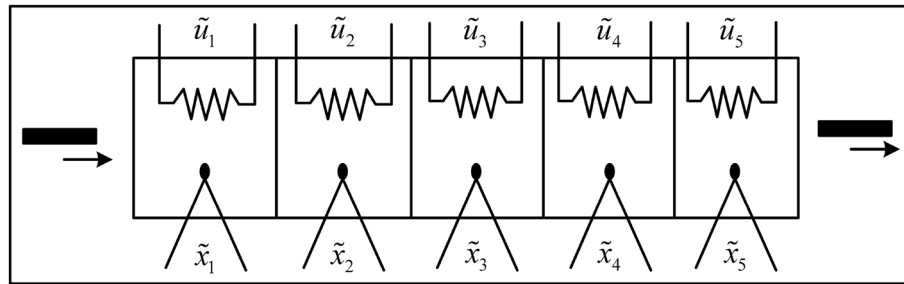 ũ₁ ũ₂ ũ₃ ũ₄ ũ₅
x̃₁ x̃₂ x̃₃ x̃₄ x̃₅